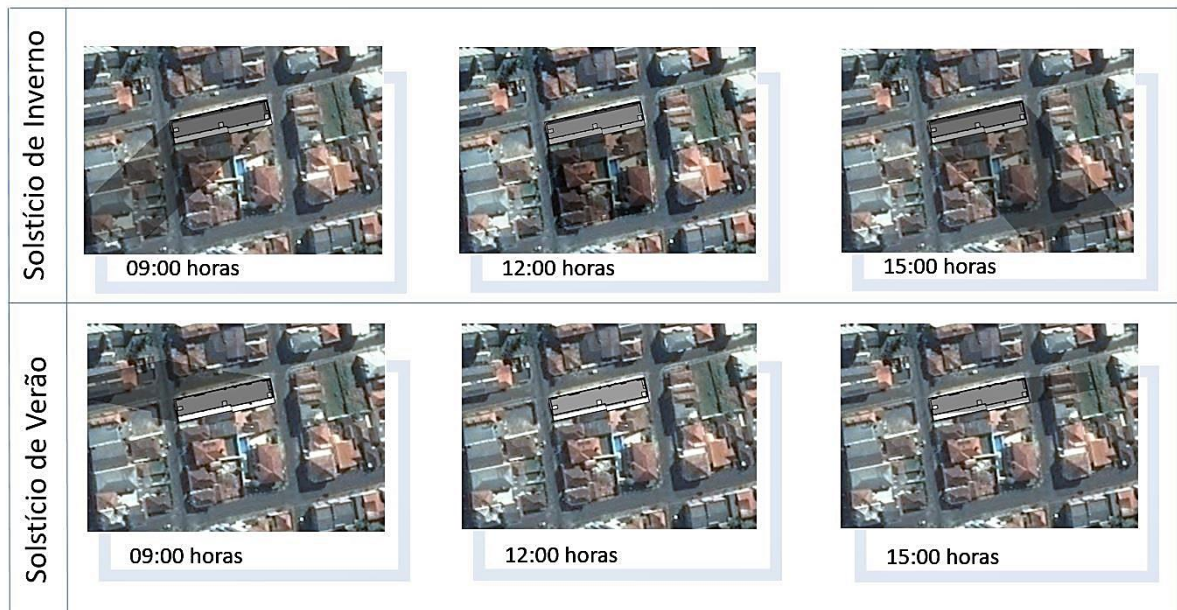 Solstício de Inverno
09:00 horas
12:00 horas
15:00 horas
Solstício de Verão
09:00 horas
12:00 horas
15:00 horas